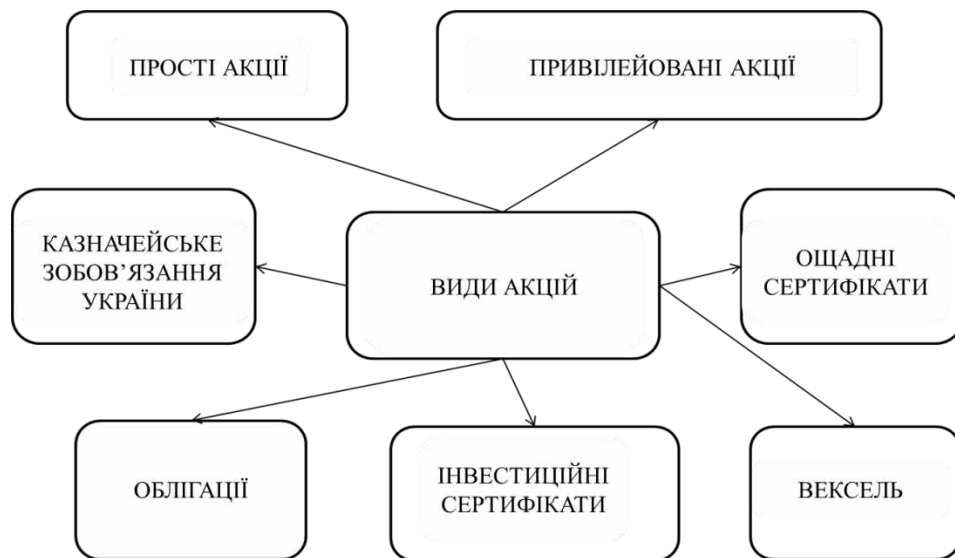 ПРОСТІ АКЦІЇ
ПРИВІЛЕЙОВАНІ АКЦІЇ
КАЗНАЧЕЙСЬКЕ
ЗОБОВ’ЯЗАННЯ
УКРАЇНИ
ВИДИ АКЦІЙ
ОЩАДНІ
СЕРТИФІКАТИ
ОБЛІГАЦІЇ
ІНВЕСТИЦІЙНІ
СЕРТИФІКАТИ
ВЕКСЕЛЬ